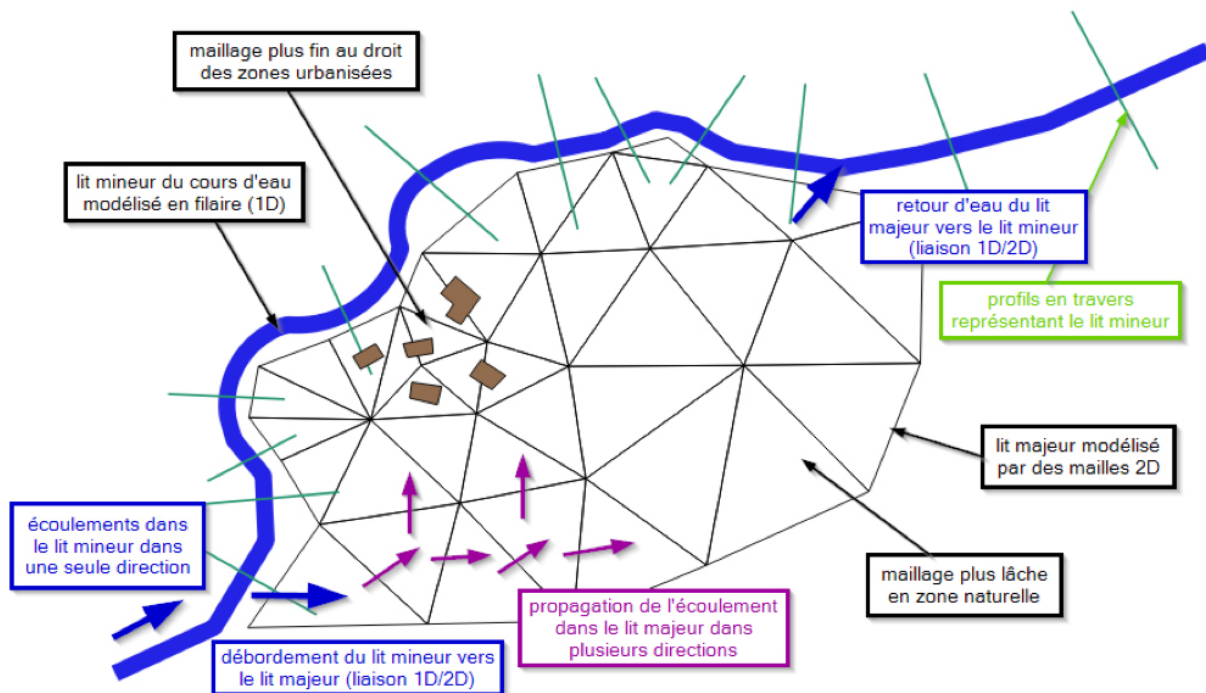 maillage plus fin au droit
des zones urbanisées
lit mineur du cours d'eau
modélisé en filaire (1D)
retour d'eau du lit
majeur vers le lit mineur
(liaison 1D/2D)
profils en travers
représentant le lit mineur
lit majeur modélisé
par des mailles 2D
écoulements dans
le lit mineur dans
une seule direction
maillage plus lâche
en zone naturelle
propagation de l'écoulement
dans le lit majeur dans
plusieurs directions
débordement du lit mineur vers
le lit majeur (liaison 1D/2D)